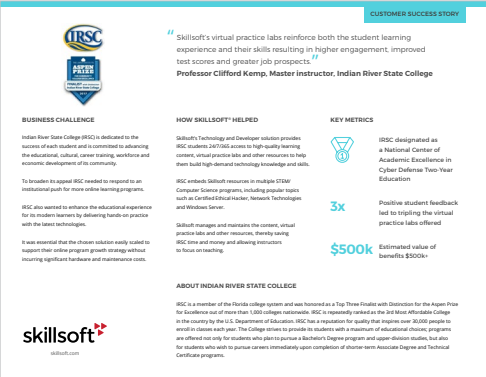 CUSTOMER SUCCESS STORY
IRSC
ASPEN
PRIZE
“ Skillsoft's virtual practice labs reinforce both the student learning
experience and their skills resulting in higher engagement, improved
test scores and greater job prospects.”
Professor Clifford Kemp, Master instructor, Indian River State College
BUSINESS CHALLENGE
Indian River State College (IRSC) is dedicated to the
success of each student and is committed to advancing
the educational, cultural, career training, workforce and
economic development of its community.
To broaden its appeal IRSC needed to respond to an
institutional push for more online learning programs.
IRSC also wanted to enhance the educational experience
for its modern learners by delivering hands-on practice
with the latest technologies.
It was essential that the chosen solution easily scaled to
support their online program growth strategy without
incurring significant hardware and maintenance costs.
HOW SKILLSOFT® HELPED
Skillsoft's Technology and Developer solution provides
IRSC students 24/7/365 access to high-quality learning
content, virtual practice labs and other resources to help
them build high-demand technology knowledge and skills.
IRSC embeds Skillsoft resources in multiple STEM/
Computer Science programs, including popular topics
such as Certified Ethical Hacker, Network Technologies
and Windows Server.
Skillsoft manages and maintains the content, virtual
practice labs and other resources, thereby saving
IRSC time and money and allowing instructors
to focus on teaching.
KEY METRICS
IRSC designated as
a National Center of
Academic Excellence in
Cyber Defense Two-Year
Education
3x
Positive student feedback
led to tripling the virtual
practice labs offered
$500k
Estimated value of
benefits $500k+
ABOUT INDIAN RIVER STATE COLLEGE
IRSC is a member of the Florida college system and was honored as a Top Three Finalist with Distinction for the Aspen Prize
for Excellence out of more than 1,000 colleges nationwide. IRSC is repeatedly ranked as the 3rd Most Affordable College
in the country by the U.S. Department of Education. IRSC has a reputation for quality that inspires over 30,000 people to
enroll in classes each year. The College strives to provide its students with a maximum of educational choices; programs
are offered not only for students who plan to pursue a Bachelor's Degree program and upper-division studies, but also
for students who wish to pursue careers immediately upon completion of shorter-term Associate Degree and Technical
Certificate programs.
skillsoft
skillsoft.com